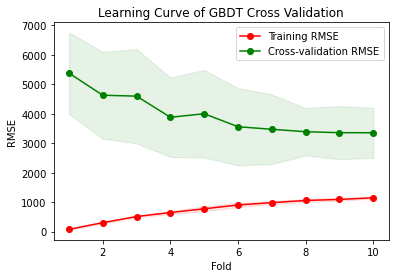 Learning Curve of GBDT Cross Validation
7000
6000
5000
4000
3000
2000
1000
0
RMSE
Training RMSE
Cross-validation RMSE
2
4
6
8
10
Fold